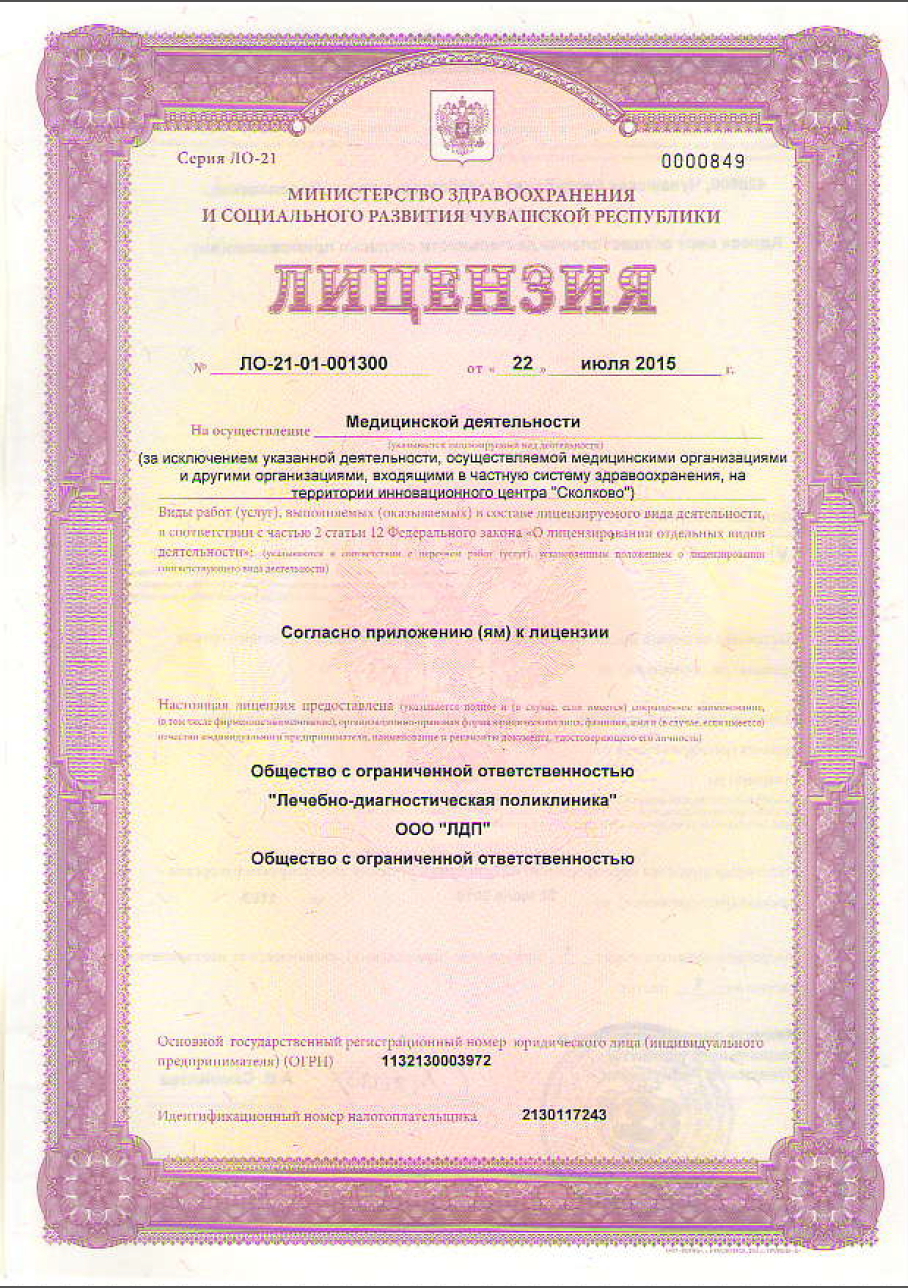 Серия ЛО-21
0000849
МИНИСТЕРСТВО ЗДРАВООХРАНЕНИЯ
И СОЦИАЛЬНОГО РАЗВИТИЯ ЧУВАШСКОЙ РЕСПУБЛИКИ
ЛИЦЕНЗИЯ
№ ЛО-21-01-001300 от « 22 » июля 2015 г.
На осуществление Медицинской деятельности
(указывается лицензируемый вид деятельности)
(за исключением указанной деятельности, осуществляемой медицинскими организациями
и другими организациями, входящими в частную систему здравоохранения, на
территории инновационного центра "Сколково")
Виды работ (услуг), выполняемых (оказываемых) в составе лицензируемого вида деятельности,
в соответствии с частью 2 статьи 12 Федерального закона «О лицензировании отдельных видов
деятельности»: (указываются в соответствии с перечнем работ (услуг), установленным положением о лицензировании
соответствующего вида деятельности)
Согласно приложению (ям) к лицензии
Настоящая лицензия предоставлена (указывается полное и (в случае, если имеется) сокращенное наименование,
(в том числе фирменное наименование), организационно-правовая форма юридического лица, фамилия, имя и (в случае, если имеется)
отчество индивидуального предпринимателя, наименование и реквизиты документа, удостоверяющего его личность)
Общество с ограниченной ответственностью
"Лечебно-диагностическая поликлиника"
ООО "ЛДП"
Общество с ограниченной ответственностью
Основной государственный регистрационный номер юридического лица (индивидуального
предпринимателя) (ОГРН) 1132130003972
Идентификационный номер налогоплательщика 2130117243